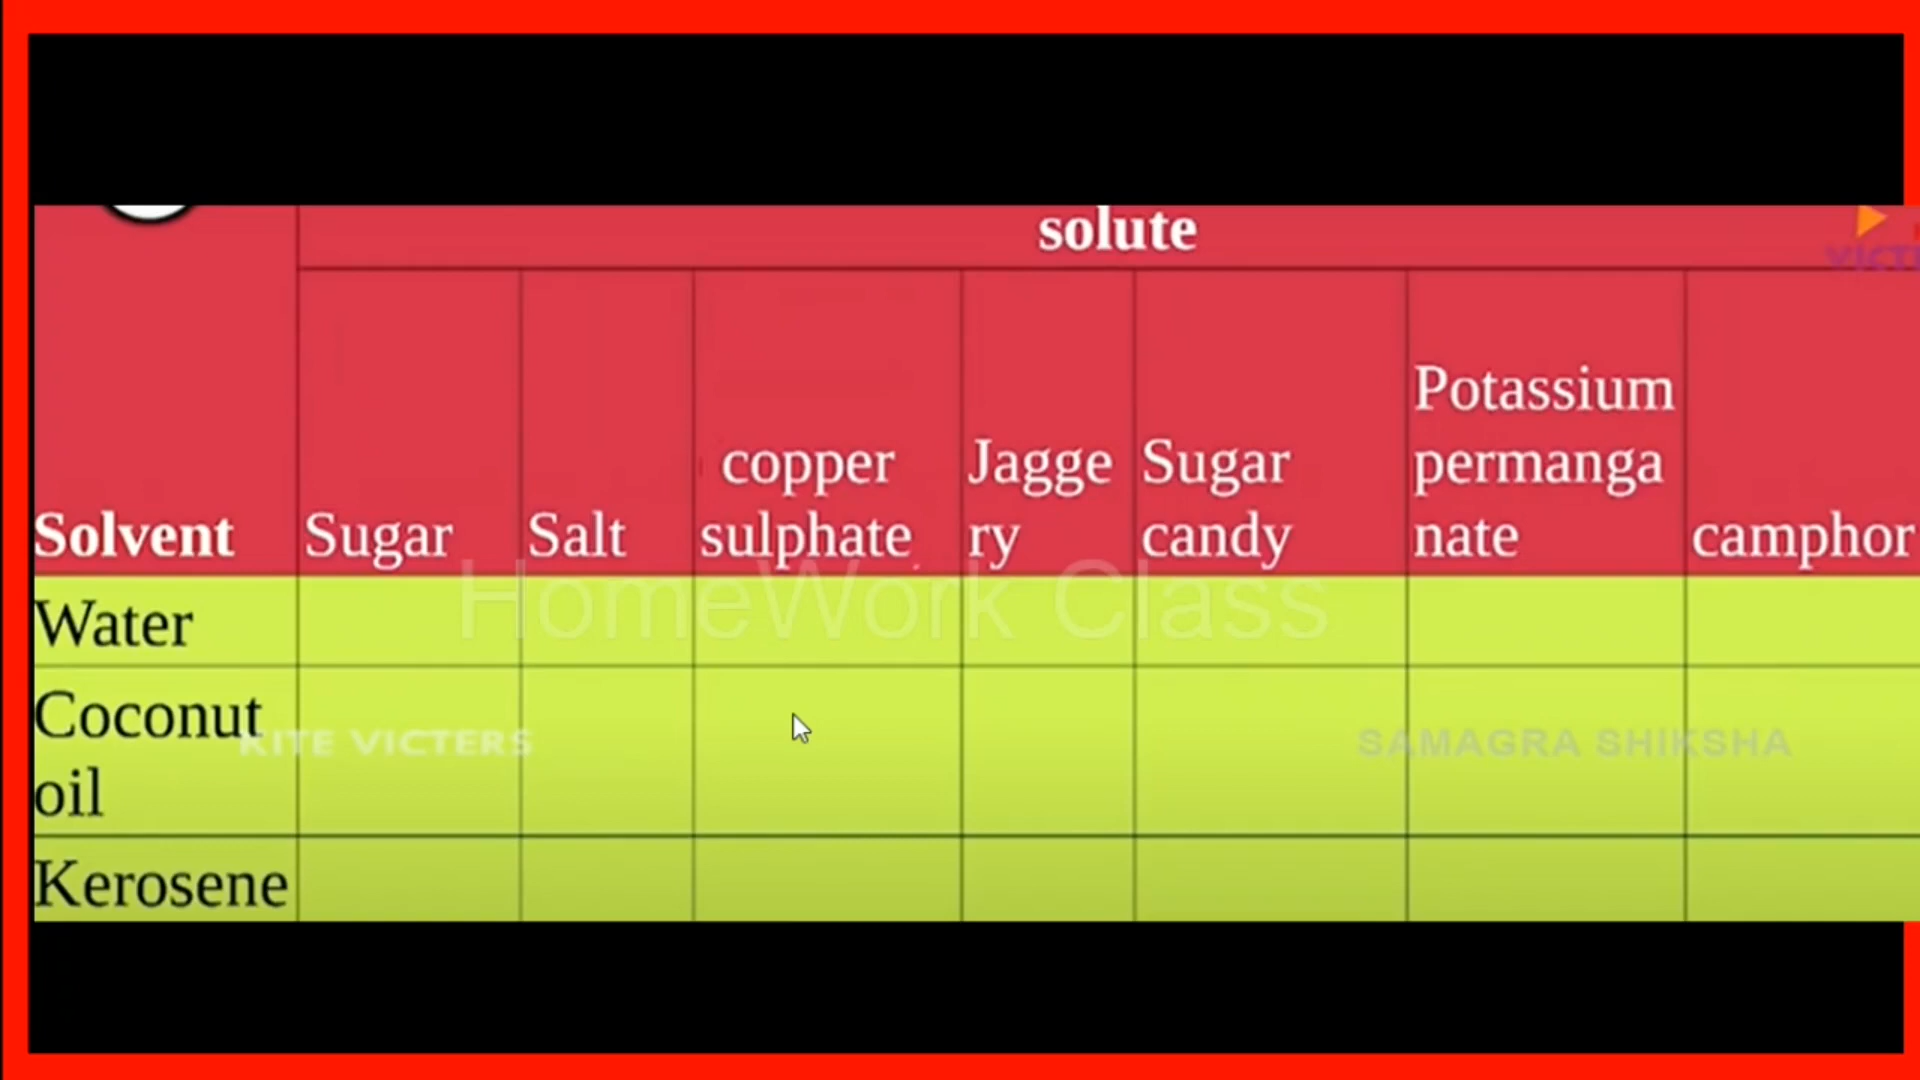 solute
Solvent
Sugar
Salt
copper
sulphate
Jagge
ry
Sugar
candy
Potassium
permanga
nate
camphor
HomeWork Class
Water
Coconut
oil
KITE VICTERS
SAMAGRA SHIKSHA
Kerosene